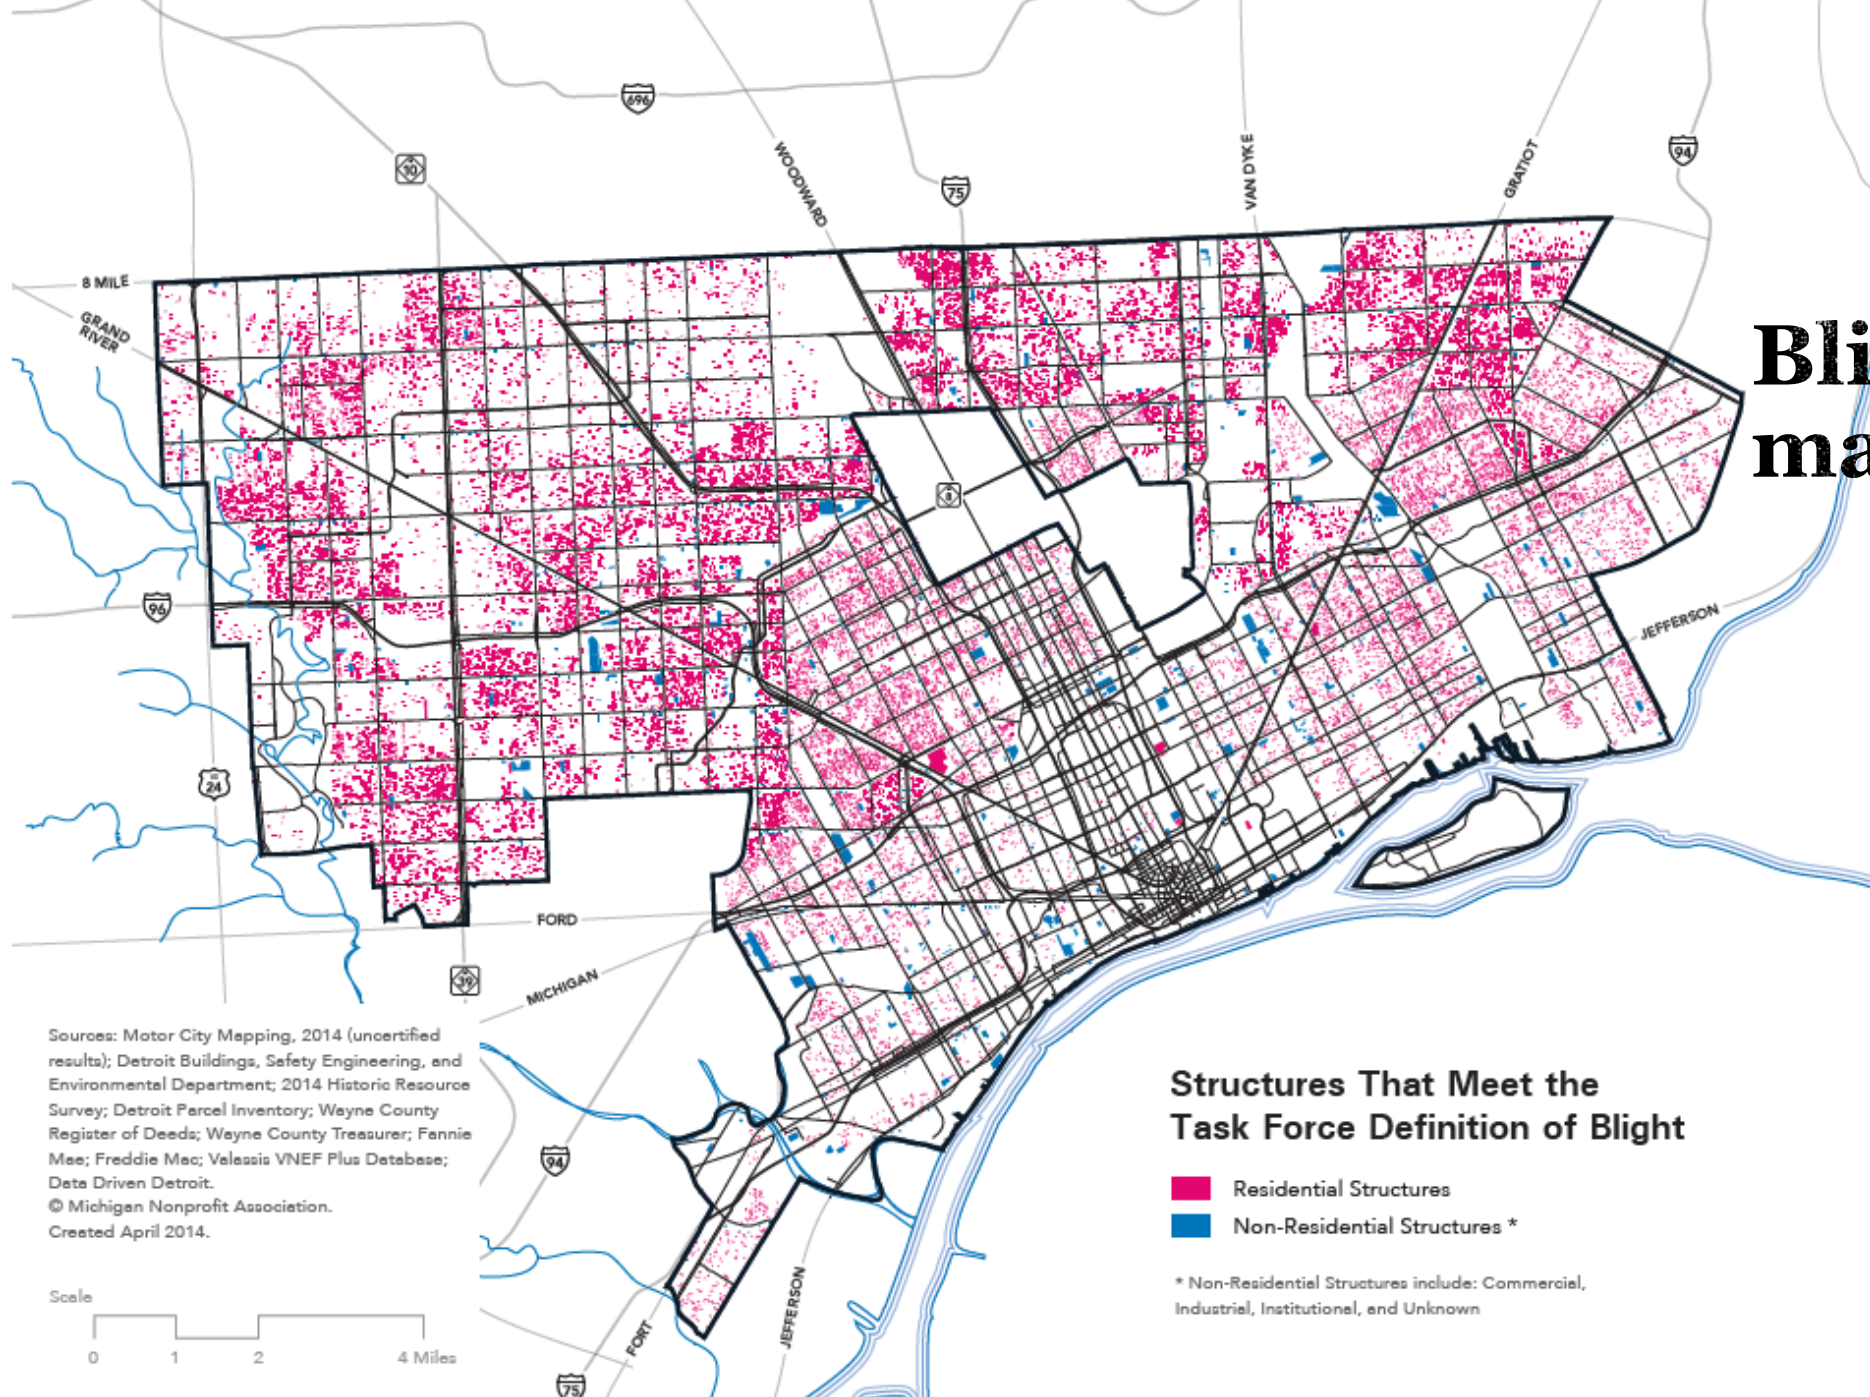 696
10
WOODWARD
75
VAN DYKE
GRATIOT
94
8 MILE
GRAND
RIVER
Bli
ma
8
96
JEFFERSON
24
FORD
39
MICHIGAN
Sources: Motor City Mapping, 2014 (uncertified
results); Detroit Buildings, Safety Engineering, and
Environmental Department; 2014 Historic Resource
Survey; Detroit Parcel Inventory; Wayne County
Register of Deeds; Wayne County Treasurer; Fannie
Mae; Freddie Mac; Valassis VNEF Plus Database;
Data Driven Detroit.
© Michigan Nonprofit Association.
Created April 2014.
Structures That Meet the
Task Force Definition of Blight
Residential Structures
Non-Residential Structures *
* Non-Residential Structures include: Commercial,
Industrial, Institutional, and Unknown
94
Scale
0 1 2 4 Miles
FORT
JEFFERSON
75